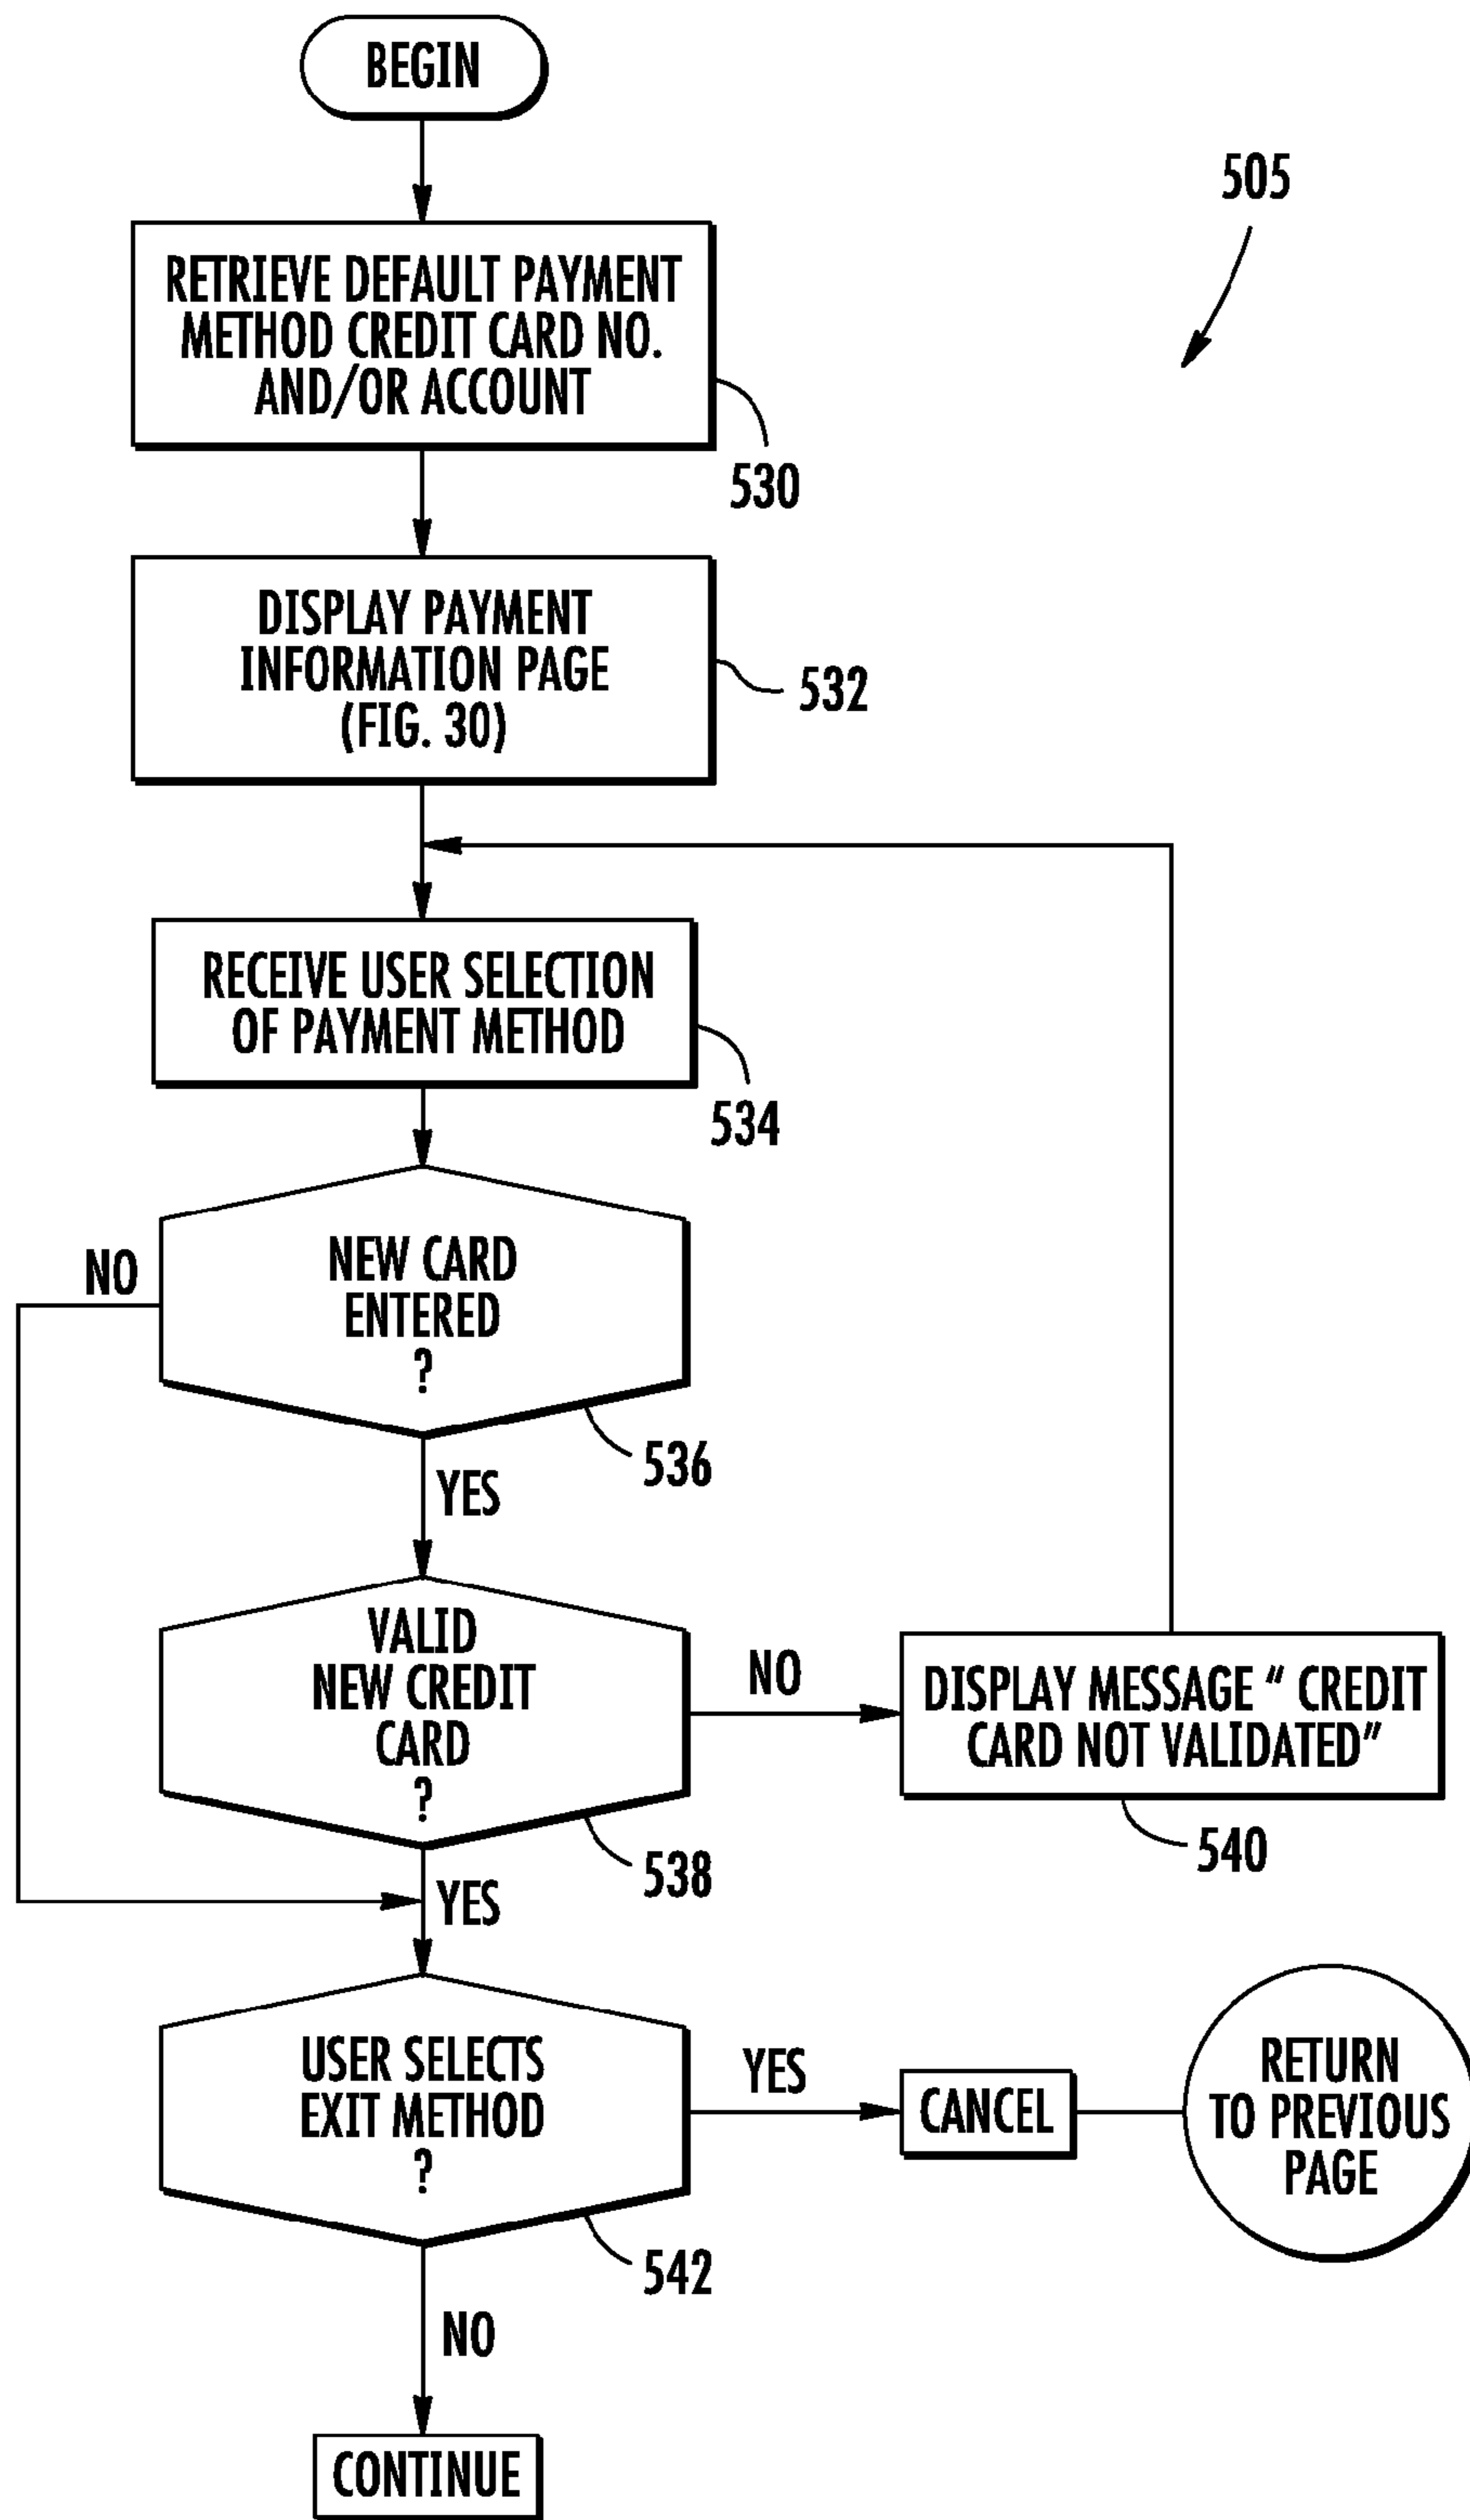 BEGIN
505
RETRIEVE DEFAULT PAYMENT
METHOD CREDIT CARD NO.
AND/OR ACCOUNT
530
DISPLAY PAYMENT
INFORMATION PAGE
(FIG. 30)
532
RECEIVE USER SELECTION
OF PAYMENT METHOD
534
NO
NEW CARD
ENTERED
?
536
YES
VALID
NEW CREDIT
CARD
?
538
NO
DISPLAY MESSAGE “ CREDIT
CARD NOT VALIDATED”
540
YES
USER SELECTS
EXIT METHOD
?
542
YES
CANCEL
RETURN
TO PREVIOUS
PAGE
NO
CONTINUE